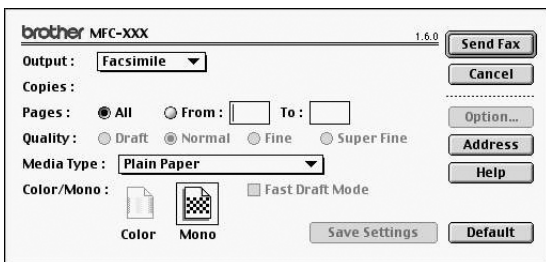 brother MFC-XXX 1.6.0 Send Fax
Output : Facsimile Cancel
Copies :
Pages : All From : To : Option...
Quality : Draft Normal Fine Super Fine Address
Media Type : Plain Paper Help
Color/Mono : Fast Draft Mode
Color Mono Save Settings Default